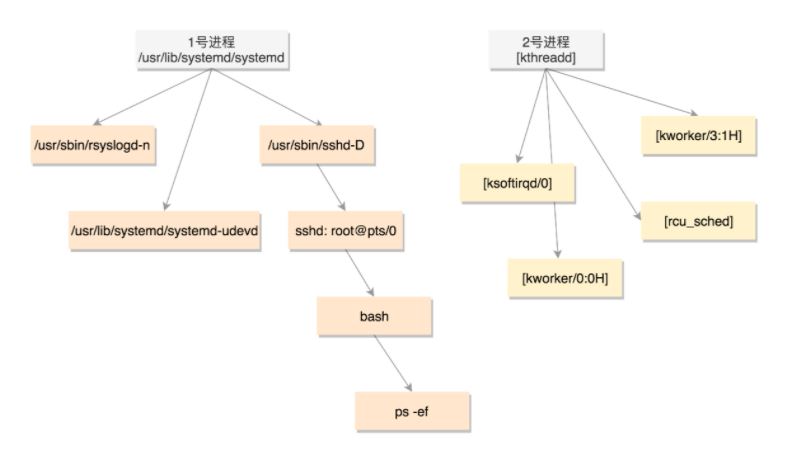 1号进程
/usr/lib/systemd/systemd
2号进程
[kthreadd]
/usr/sbin/rsyslogd-n
/usr/sbin/sshd-D
[kworker/3:1H]
[ksoftirqd/0]
/usr/lib/systemd/systemd-udevd
sshd: root@pts/0
[rcu_sched]
[kworker/0:0H]
bash
ps -ef